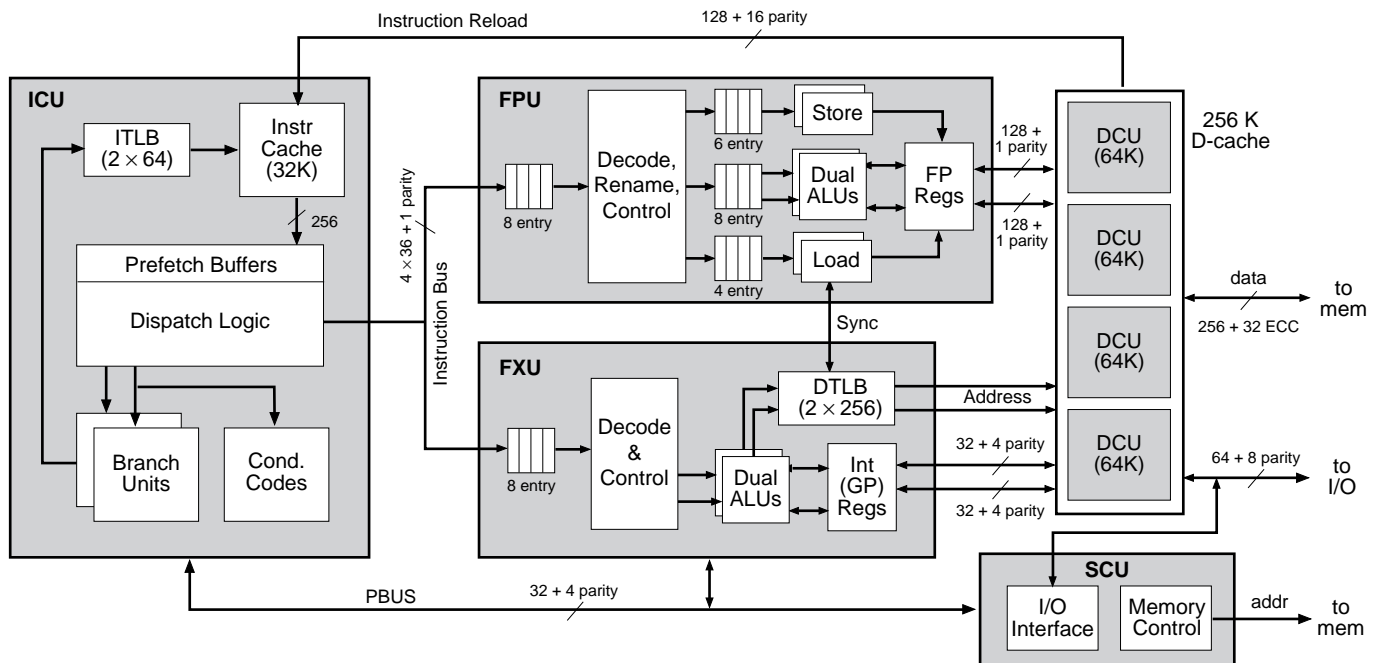 Instruction Reload
128 + 16 parity
ICU
ITLB
(2 × 64)
Instr
Cache
(32K)
256
Prefetch Buffers
Dispatch Logic
Branch
Units
Cond.
Codes
4 × 36 + 1 parity
Instruction Bus
FPU
8 entry
Decode,
Rename,
Control
6 entry
Store
8 entry
Dual
ALUs
4 entry
Load
FP
Regs
128 +
1 parity
128 +
1 parity
Sync
FXU
8 entry
Decode
&
Control
Dual
ALUs
DTLB
(2 × 256)
Int
(GP)
Regs
Address
32 + 4 parity
32 + 4 parity
256 K
D-cache
DCU
(64K)
DCU
(64K)
DCU
(64K)
DCU
(64K)
data
256 + 32 ECC
to
mem
64 + 8 parity
to
I/O
PBUS
32 + 4 parity
SCU
I/O
Interface
Memory
Control
addr
to
mem